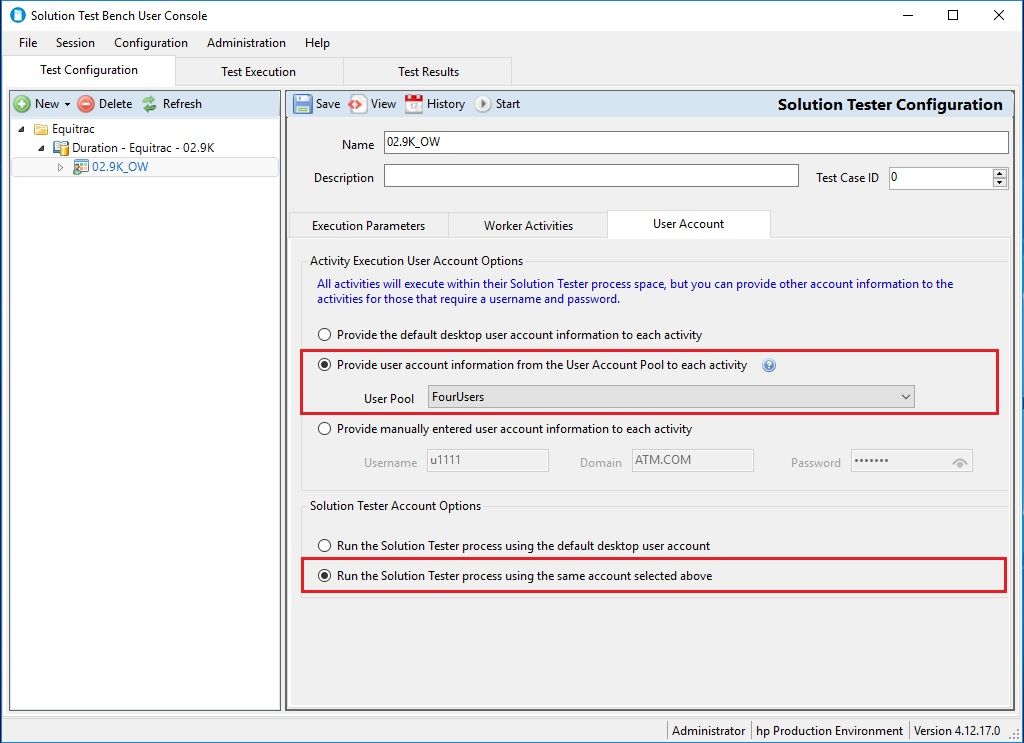 Solution Test Bench User Console
File Session Configuration Administration Help
Test Configuration Test Execution Test Results
New Delete Refresh
Save View History Start Solution Tester Configuration
Equitrac
Duration - Equitrac - 02.9K
02.9K_OW
Name 02.9K_OW
Description Test Case ID 0
Execution Parameters Worker Activities User Account
Activity Execution User Account Options
All activities will execute within their Solution Tester process space, but you can provide other account information to the
activities for those that require a username and password.
Provide the default desktop user account information to each activity
Provide user account information from the User Account Pool to each activity ?
User Pool FourUsers
Provide manually entered user account information to each activity
Username u1111 Domain ATM.COM Password •••••••
Solution Tester Account Options
Run the Solution Tester process using the default desktop user account
Run the Solution Tester process using the same account selected above
Administrator hp Production Environment Version 4.12.17.0